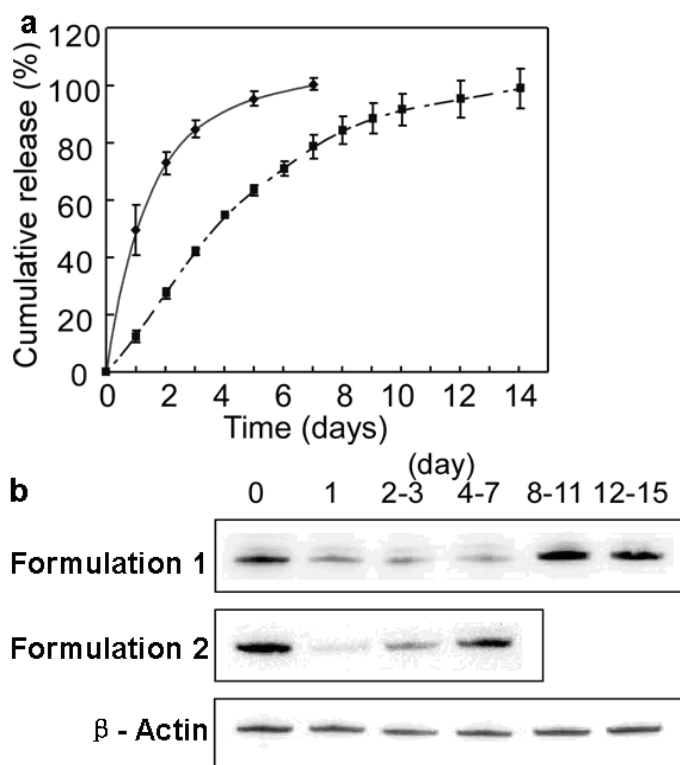 a
120
100
80
60
40
20
0
Cumulative release (%)
0 2 4 6 8 10 12 14
Time (days)
(day)
b
0 1 2-3 4-7 8-11 12-15
Formulation 1
Formulation 2
β - Actin